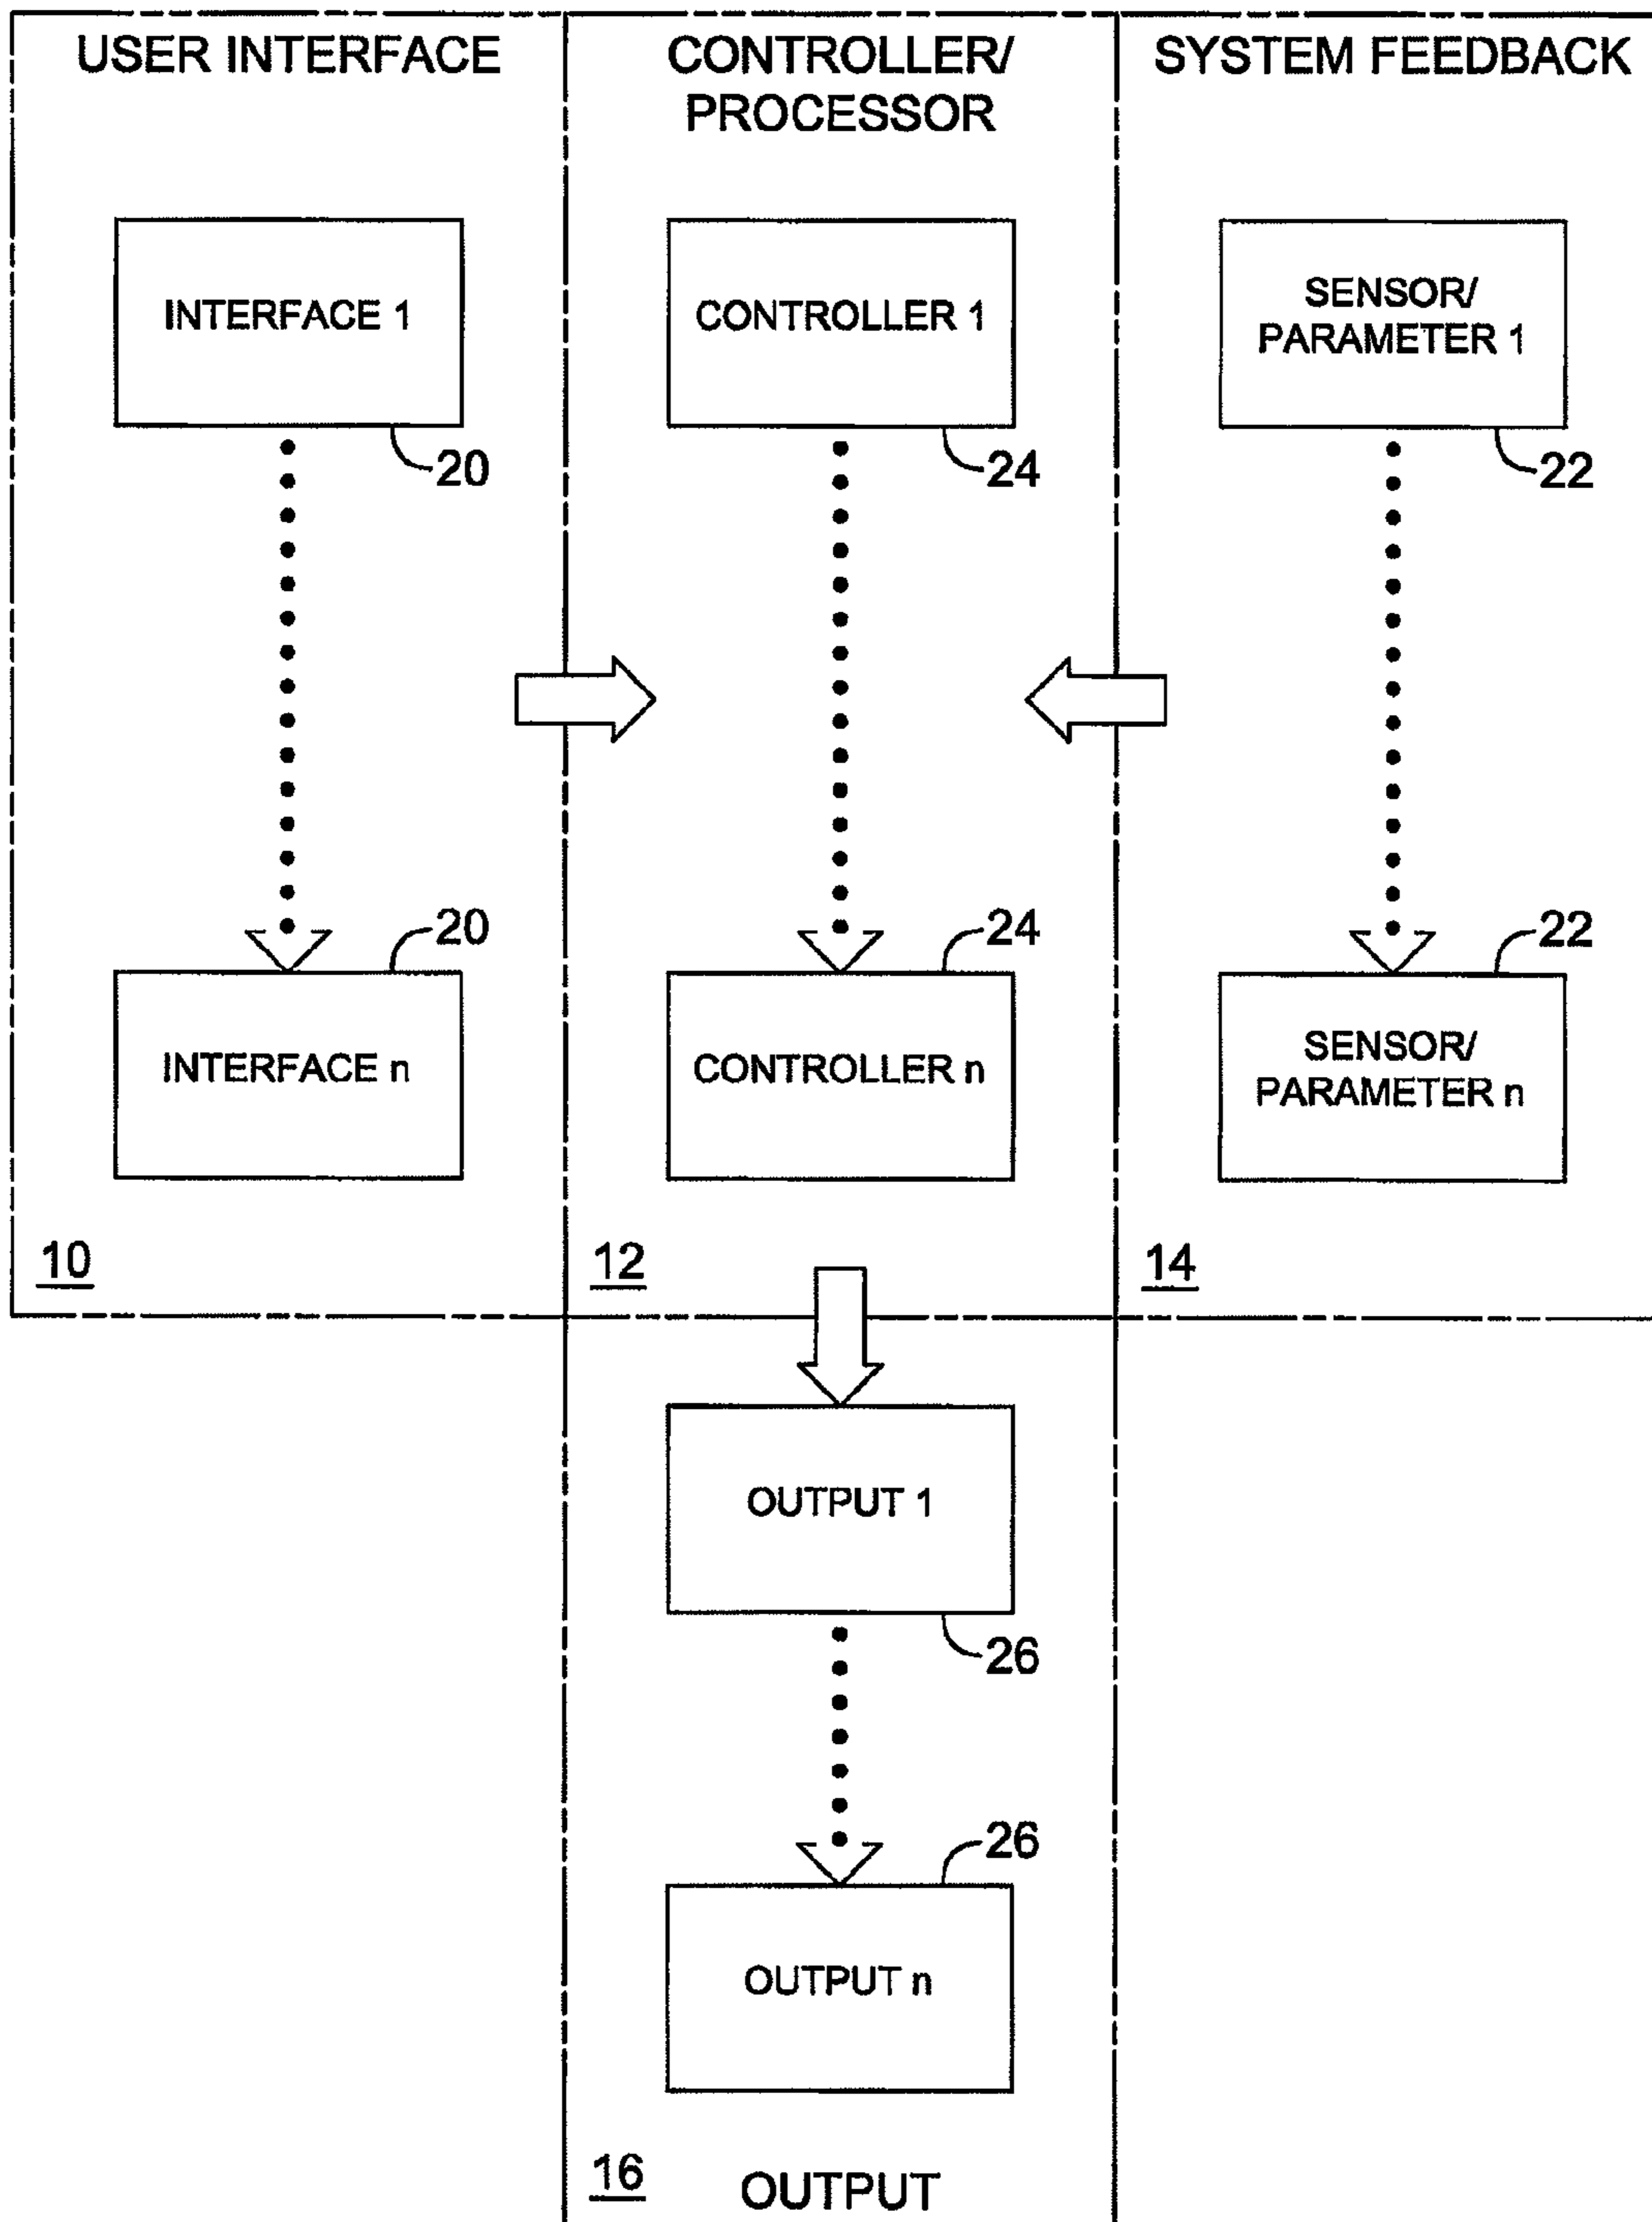 USER INTERFACE
CONTROLLER/
PROCESSOR
SYSTEM FEEDBACK
INTERFACE 1
CONTROLLER 1
SENSOR/
PARAMETER 1
20
24
22
20
24
22
INTERFACE n
CONTROLLER n
SENSOR/
PARAMETER n
10
12
14
OUTPUT 1
26
26
OUTPUT n
16
OUTPUT